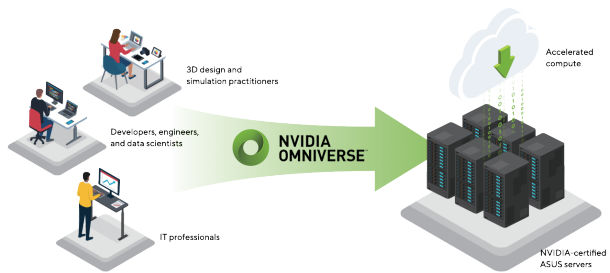 3D design and
simulation practitioners
Developers, engineers,
and data scientists
IT professionals
NVIDIA
OMNIVERSE™
Accelerated
compute
NVIDIA-certified
ASUS servers